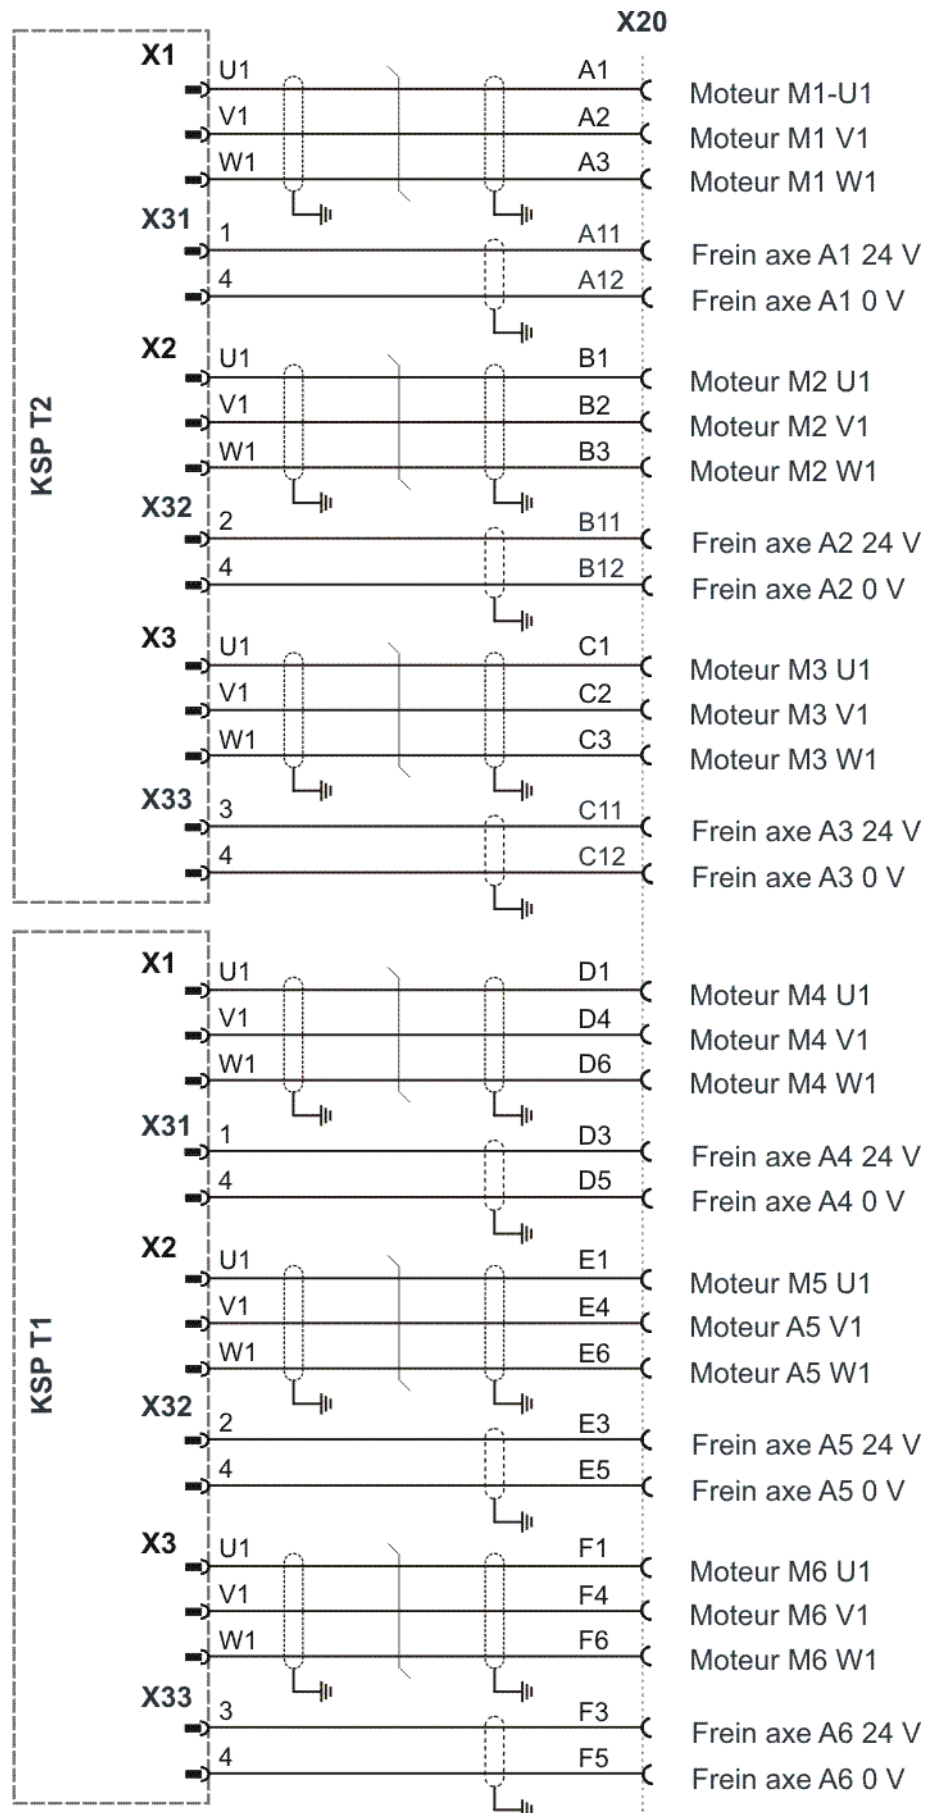 X20
KSP T2
X1
U1 A1 Moteur M1-U1
V1 A2 Moteur M1 V1
W1 A3 Moteur M1 W1
X31
1 A11 Frein axe A1 24 V
4 A12 Frein axe A1 0 V
X2
U1 B1 Moteur M2 U1
V1 B2 Moteur M2 V1
W1 B3 Moteur M2 W1
X32
2 B11 Frein axe A2 24 V
4 B12 Frein axe A2 0 V
X3
U1 C1 Moteur M3 U1
V1 C2 Moteur M3 V1
W1 C3 Moteur M3 W1
X33
3 C11 Frein axe A3 24 V
4 C12 Frein axe A3 0 V
KSP T1
X1
U1 D1 Moteur M4 U1
V1 D4 Moteur M4 V1
W1 D6 Moteur M4 W1
X31
1 D3 Frein axe A4 24 V
4 D5 Frein axe A4 0 V
X2
U1 E1 Moteur M5 U1
V1 E4 Moteur A5 V1
W1 E6 Moteur A5 W1
X32
2 E3 Frein axe A5 24 V
4 E5 Frein axe A5 0 V
X3
U1 F1 Moteur M6 U1
V1 F4 Moteur M6 V1
W1 F6 Moteur M6 W1
X33
3 F3 Frein axe A6 24 V
4 F5 Frein axe A6 0 V